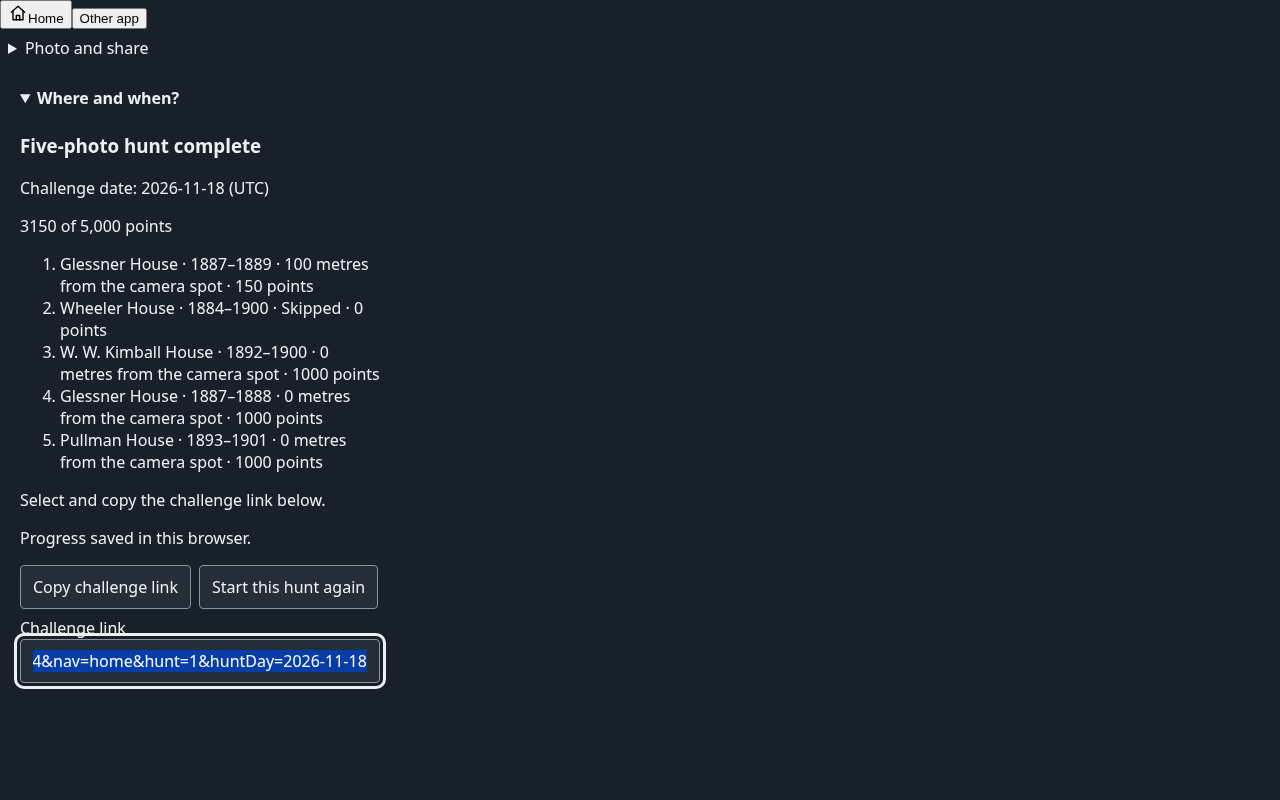 Home
Other app
Photo and share
Where and when?
Five-photo hunt complete
Challenge date: 2026-11-18 (UTC)
3150 of 5,000 points
1. Glessner House · 1887–1889 · 100 metres
from the camera spot · 150 points
2. Wheeler House · 1884–1900 · Skipped · 0
points
3. W. W. Kimball House · 1892–1900 · 0
metres from the camera spot · 1000 points
4. Glessner House · 1887–1888 · 0 metres
from the camera spot · 1000 points
5. Pullman House · 1893–1901 · 0 metres
from the camera spot · 1000 points
Select and copy the challenge link below.
Progress saved in this browser.
Copy challenge link
Start this hunt again
Challenge link
4&nav=home&hunt=1&huntDay=2026-11-18